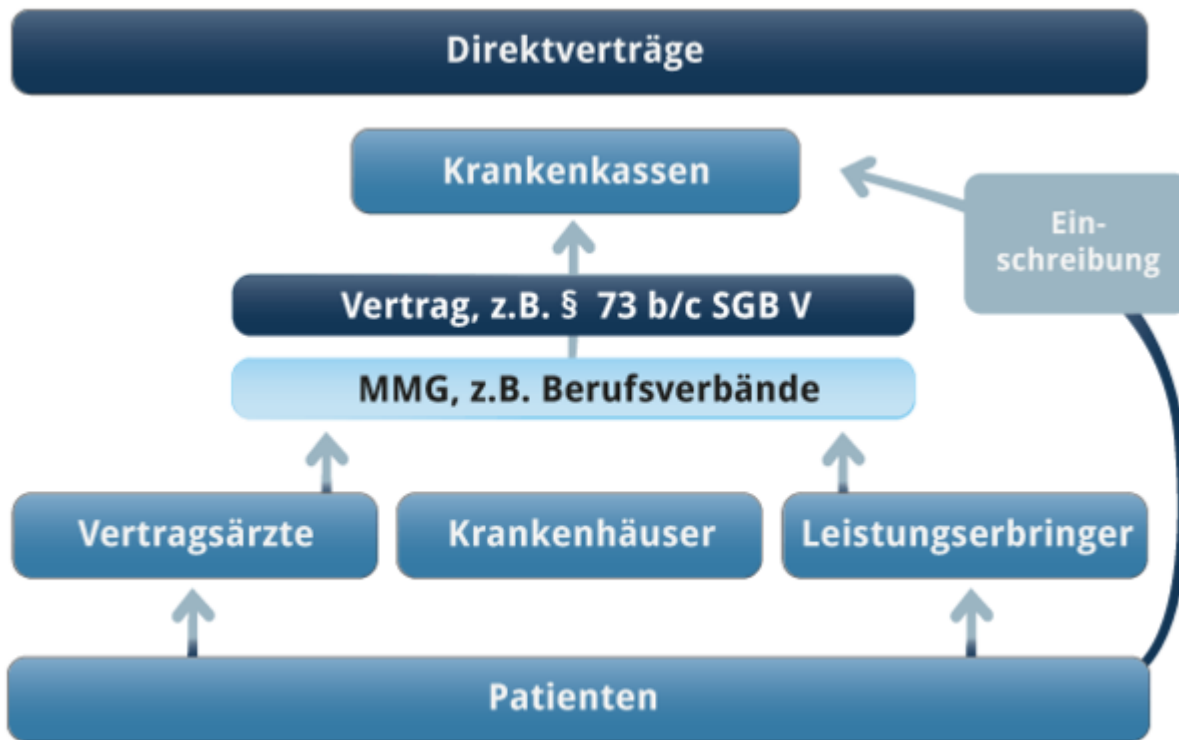 Direktverträge
Krankenkassen
Ein-
schreibung
Vertrag, z.B. §  73 b/c SGB V
MMG, z.B. Berufsverbände
Vertragsärzte
Krankenhäuser
Leistungserbringer
Patienten